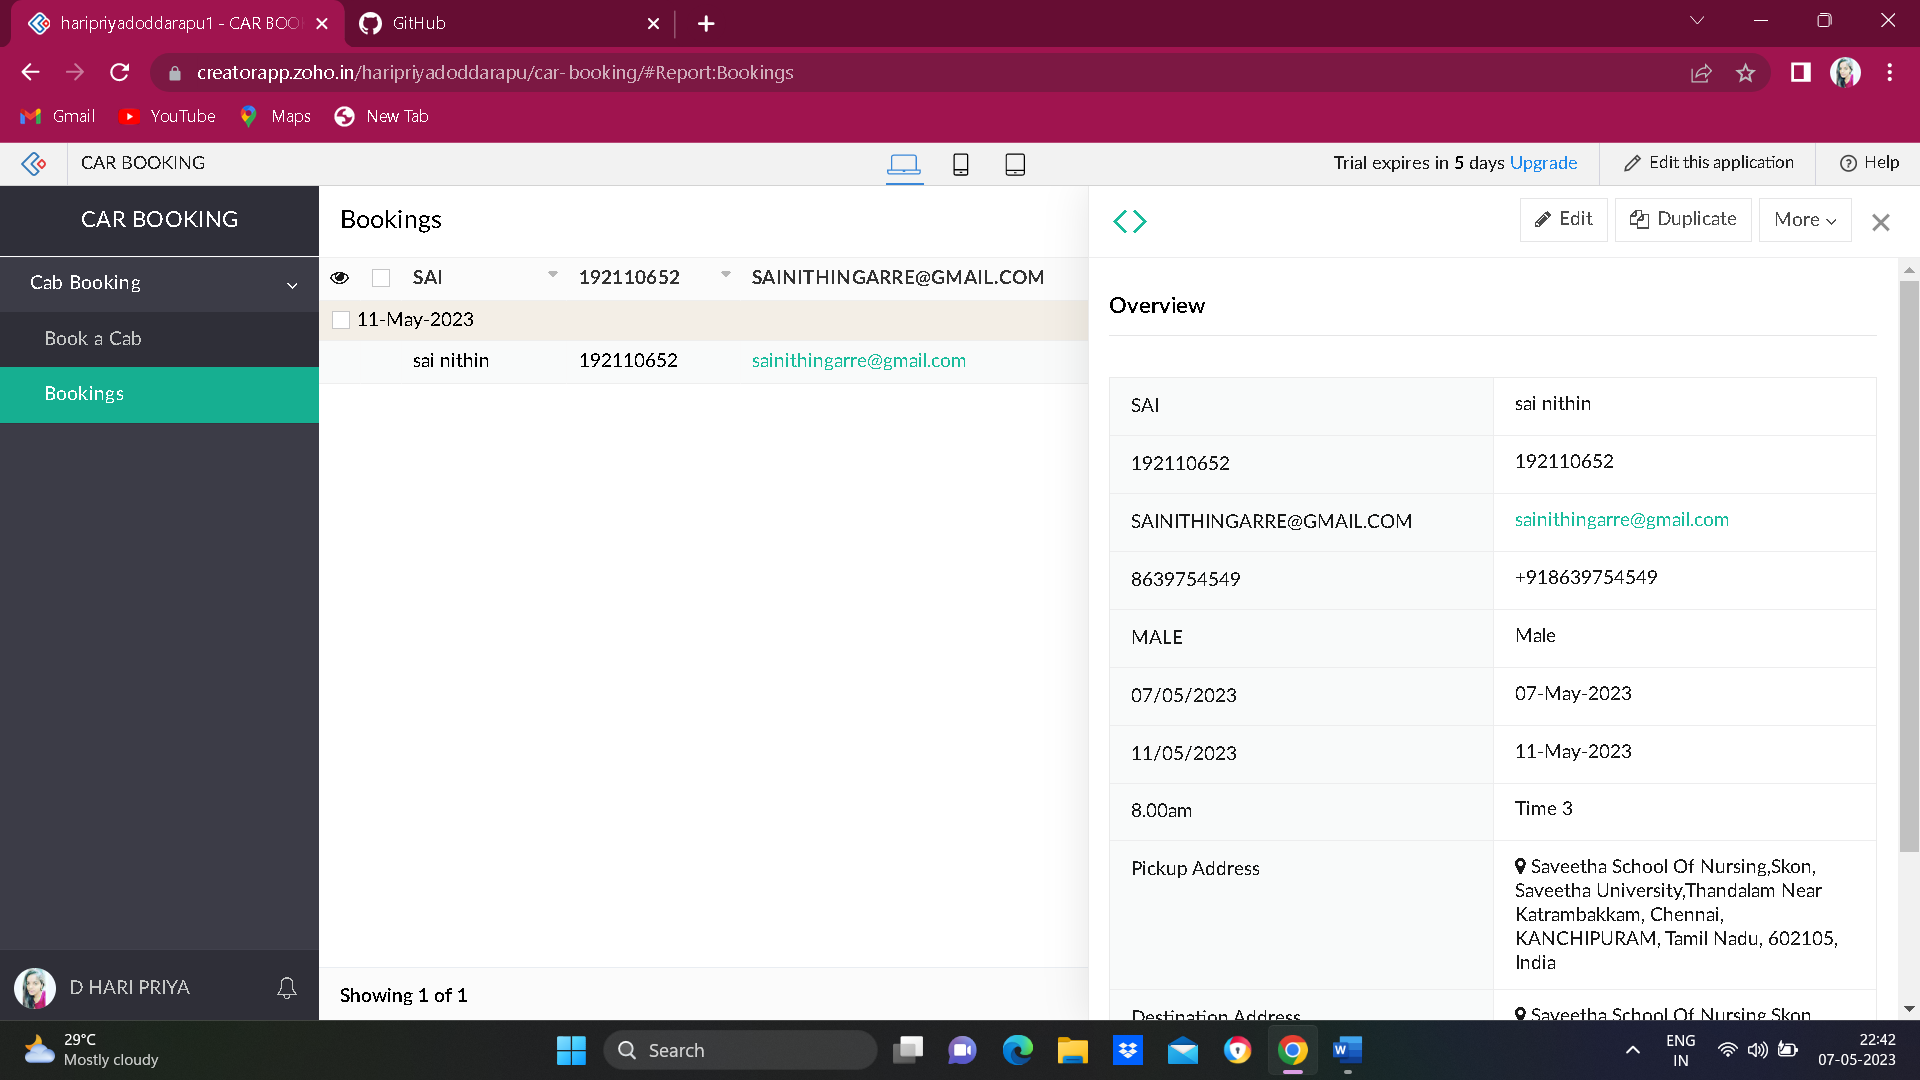 haripriyadoddarapu1 - CAR BOO
GitHub
creatorapp.zoho.in/haripriyadoddarapu/car-booking/#Report:Bookings
Gmail
YouTube
Maps
New Tab
CAR BOOKING
Trial expires in 5 days Upgrade
Edit this application
Help
CAR BOOKING
Cab Booking
Book a Cab
Bookings
D HARI PRIYA
Bookings
SAI 192110652 SAINITHINGARRE@GMAIL.COM
11-May-2023
sai nithin 192110652 sainithingarre@gmail.com
Showing 1 of 1
Edit
Duplicate
More
Overview
SAI sai nithin
192110652 192110652
SAINITHINGARRE@GMAIL.COM sainithingarre@gmail.com
8639754549 +918639754549
MALE Male
07/05/2023 07-May-2023
11/05/2023 11-May-2023
8.00am Time 3
Pickup Address Saveetha School Of Nursing,Skon,
Saveetha University,Thandalam Near
Katrambakkam, Chennai,
KANCHIPURAM, Tamil Nadu, 602105,
India
Destination Address Saveetha School Of Nursing,Skon,
29°C
Mostly cloudy
Search
ENG
IN
22:42
07-05-2023